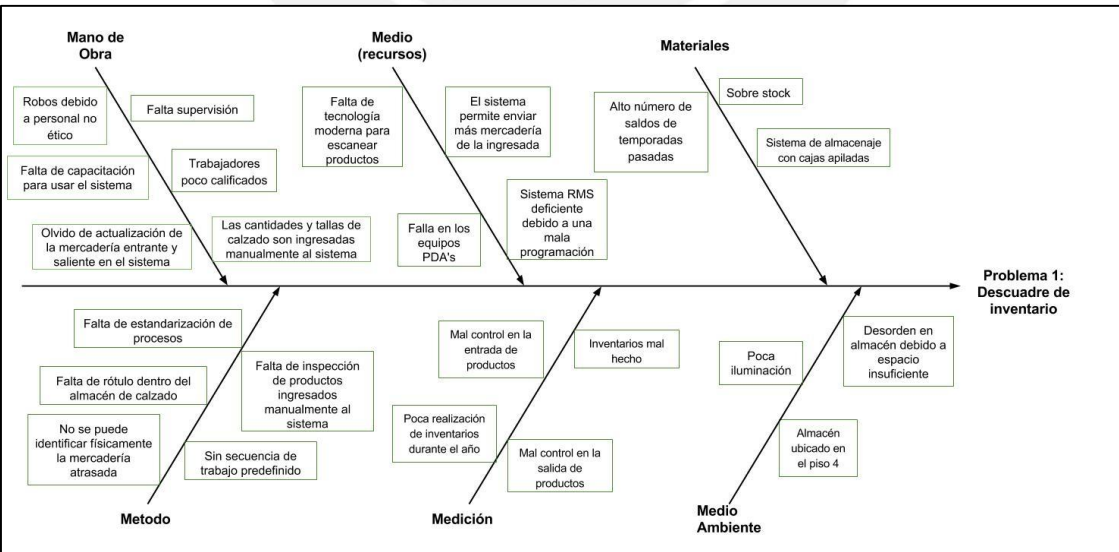 Mano de
Obra
Robos debido
a personal no
ético
Falta supervisión
Falta de capacitación
para usar el sistema
Trabajadores
poco calificados
Olvido de actualización de
la mercadería entrante y
saliente en el sistema
Las cantidades y tallas de
calzado son ingresadas
manualmente al sistema
Medio
(recursos)
Falta de
tecnología
moderna para
escanear
productos
El sistema
permite enviar
más mercadería
de la ingresada
Falla en los
equipos
PDA's
Sistema RMS
deficiente
debido a una
mala
programación
Materiales
Alto número de
saldos de
temporadas
pasadas
Sobre stock
Sistema de almacenaje
con cajas apiladas
Problema 1:
Descuadre de
inventario
Falta de estandarización de
procesos
Falta de rótulo dentro del
almacén de calzado
Falta de inspección
de productos
ingresados
manualmente al
sistema
No se puede
identificar físicamente
la mercadería
atrasada
Sin secuencia de
trabajo predefinido
Metodo
Mal control en la
entrada de
productos
Inventarios mal
hecho
Poca realización
de inventarios
durante el año
Mal control en la
salida de
productos
Medición
Poca
iluminación
Desorden en
almacén debido a
espacio
insuficiente
Almacén
ubicado en
el piso 4
Medio
Ambiente